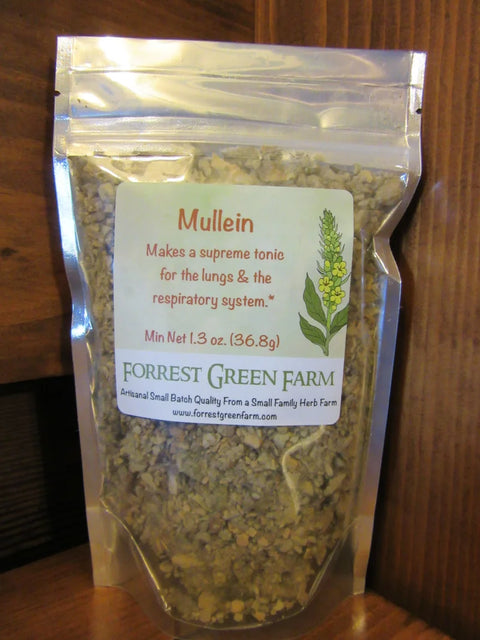 Mullein
Makes a supreme tonic
for the lungs & the
respiratory system.*
Min Net 1.3 oz. (36.8g)
FORREST GREEN FARM
Artisanal Small Batch Quality From a Small Family Herb Farm
www.forrestgreenfarm.com